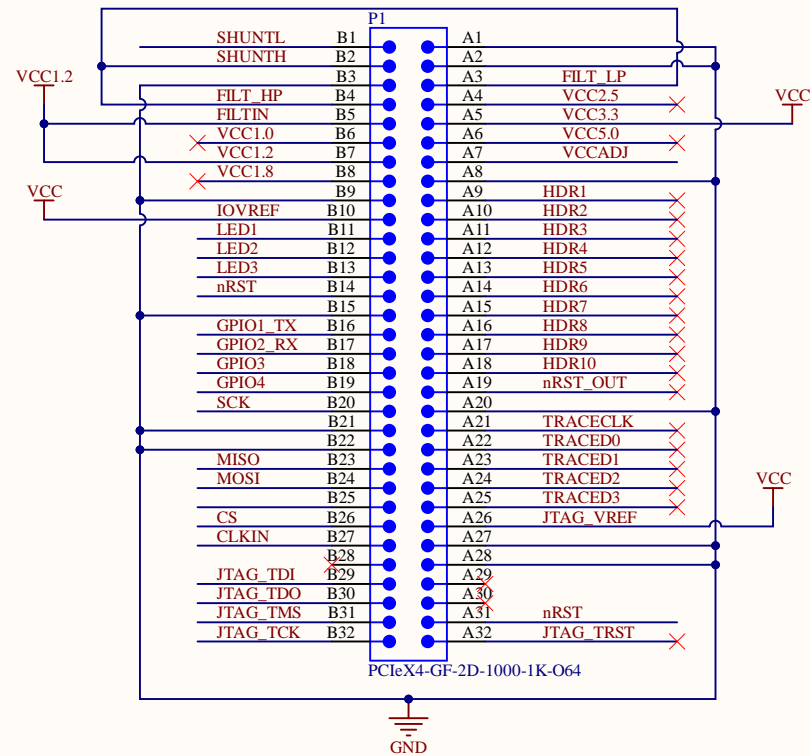 P1
SHUNTL B1 A1
SHUNTH B2 A2
B3 A3 FILT_LP
VCC1.2
FILT_HP B4 A4 VCC2.5
VCC
FILTIN B5 A5 VCC3.3
VCC1.0 B6 A6 VCC5.0
VCC1.2 B7 A7 VCCADJ
VCC1.8 B8 A8
VCC
B9 A9 HDR1
IOVREF B10 A10 HDR2
LED1 B11 A11 HDR3
LED2 B12 A12 HDR4
LED3 B13 A13 HDR5
nRST B14 A14 HDR6
B15 A15 HDR7
GPIO1_TX B16 A16 HDR8
GPIO2_RX B17 A17 HDR9
GPIO3 B18 A18 HDR10
GPIO4 B19 A19 nRST_OUT
SCK B20 A20
B21 A21 TRACECLK
B22 A22 TRACED0
MISO B23 A23 TRACED1
MOSI B24 A24 TRACED2
VCC
B25 A25 TRACED3
CS B26 A26 JTAG_VREF
CLKIN B27 A27
B28 A28
JTAG_TDI B29 A29
JTAG_TDO B30 A30
JTAG_TMS B31 A31 nRST
JTAG_TCK B32 A32 JTAG_TRST
PCIeX4-GF-2D-1000-1K-O64
GND